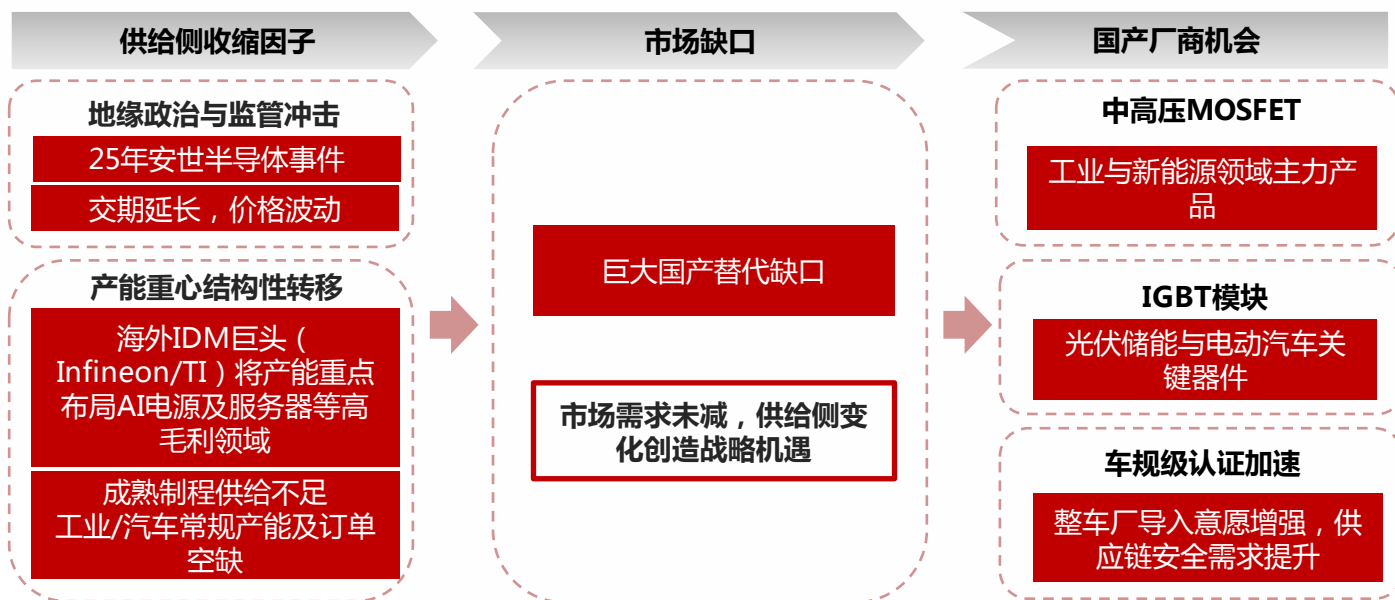 供给侧收缩因子
市场缺口
国产厂商机会
地缘政治与监管冲击
25年安世半导体事件
交期延长，价格波动
产能重心结构性转移
海外IDM巨头（
Infineon/TI）将产能重点
布局AI电源及服务器等高
毛利领域
成熟制程供给不足
工业/汽车常规产能及订单
空缺
巨大国产替代缺口
市场需求未减，供给侧变
化创造战略机遇
中高压MOSFET
工业与新能源领域主力产
品
IGBT模块
光伏储能与电动汽车关
键器件
车规级认证加速
整车厂导入意愿增强，供
应链安全需求提升